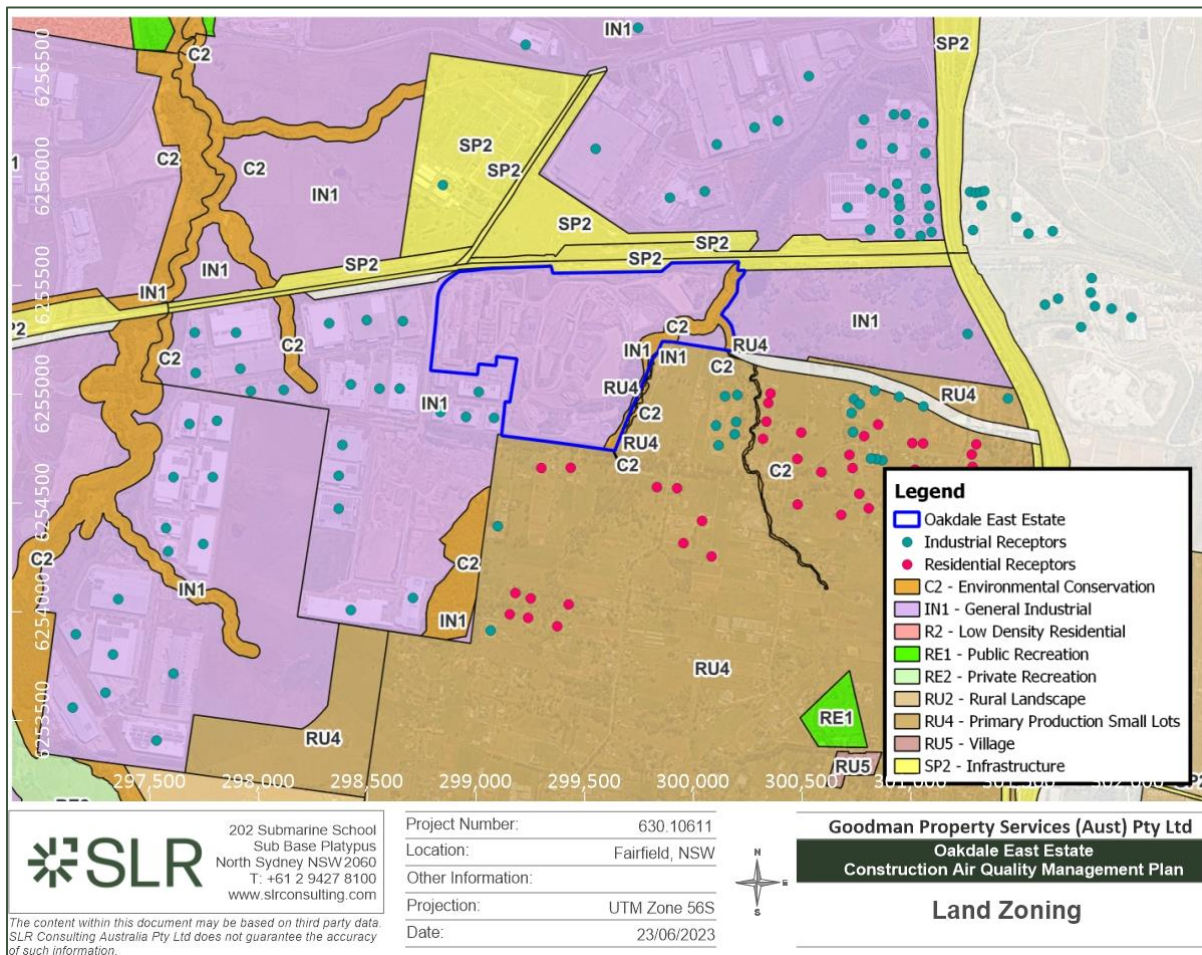 IN1
SP2
C2
6256500
SP2
SP2
C2
C2
6256000
IN1
SP2
SP2
SP2
SP2
IN1
IN1
6255500
C2
IN1
C2
C2
IN1
IN1
RU4
C2
6255000
IN1
RU4
C2
RU4
RU4
C2
C2
6254500
C2
C2
IN1
IN1
6254000
RU4
6253500
RU4
RE1
RU5
297,500
298,000
298,500
299,000
299,500
300,000
300,500
Legend
Oakdale East Estate
Industrial Receptors
Residential Receptors
C2 - Environmental Conservation
IN1 - General Industrial
R2 - Low Density Residential
RE1 - Public Recreation
RE2 - Private Recreation
RU2 - Rural Landscape
RU4 - Primary Production Small Lots
RU5 - Village
SP2 - Infrastructure
SLR
202 Submarine School
Sub Base Platypus
North Sydney NSW 2060
T: +61 2 9427 8100
www.slrconsulting.com
The content within this document may be based on third party data.
SLR Consulting Australia Pty Ltd does not guarantee the accuracy
of such information.
Project Number: 630.10611
Location: Fairfield, NSW
Other Information:
Projection: UTM Zone 56S
Date: 23/06/2023
N
E
S
Goodman Property Services (Aust) Pty Ltd
Oakdale East Estate
Construction Air Quality Management Plan
Land Zoning